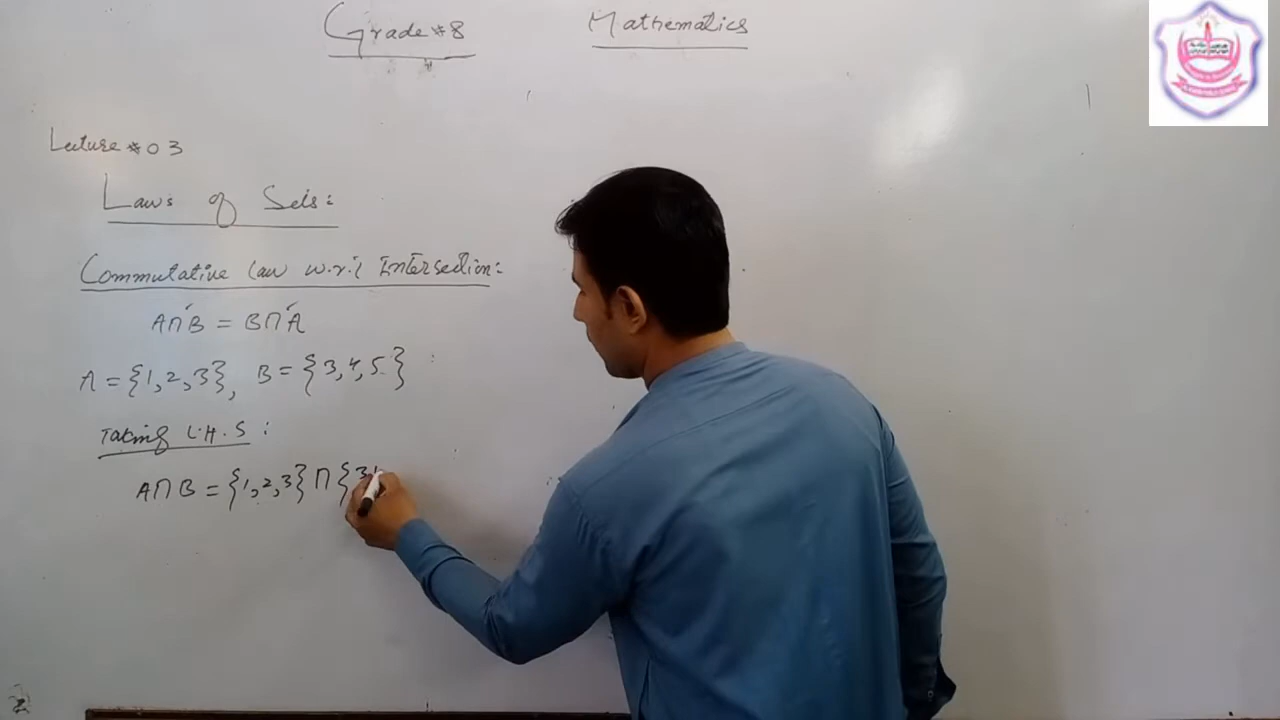 Grade # 8 Mathematics
Lecture # 03
Laws of Sets:
Commutative Law w.r.t Intersection:
A∩B = B∩A
A = {1, 2, 3}, B = {3, 4, 5}
Taking L.H.S :
A∩B = {1, 2, 3} ∩ {3,